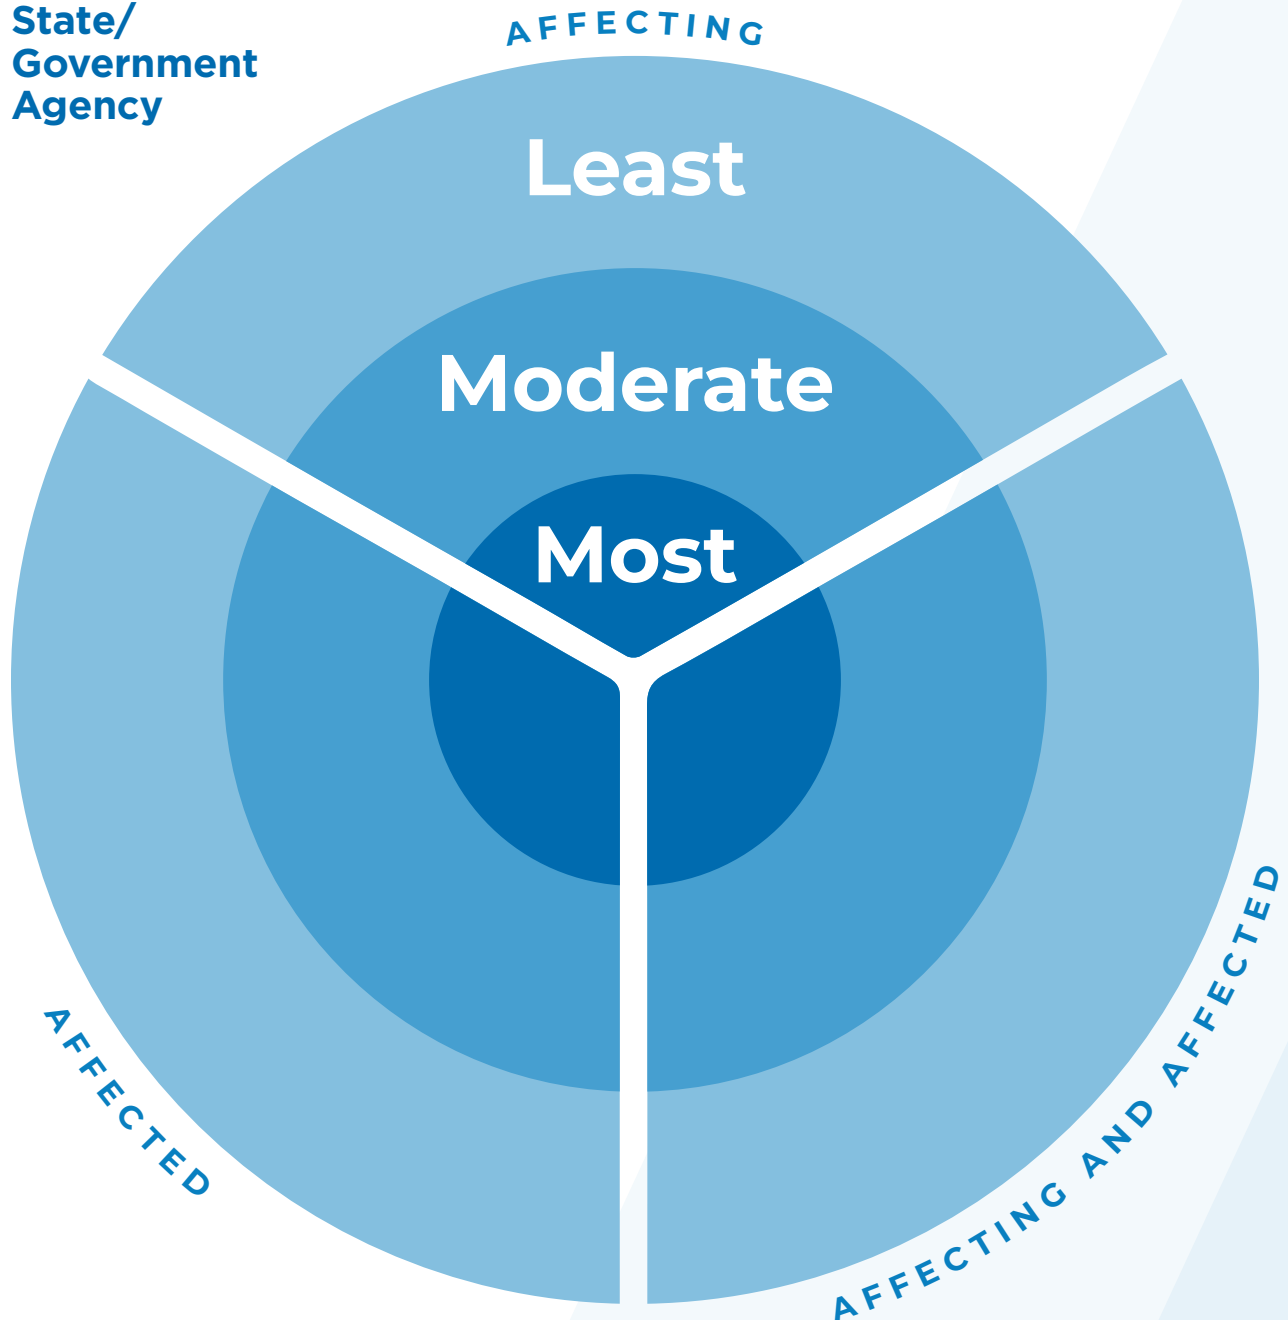 State/
Government
Agency
AFFECTING
Least
Moderate
Most
AFFECTED
AFFECTING AND AFFECTED